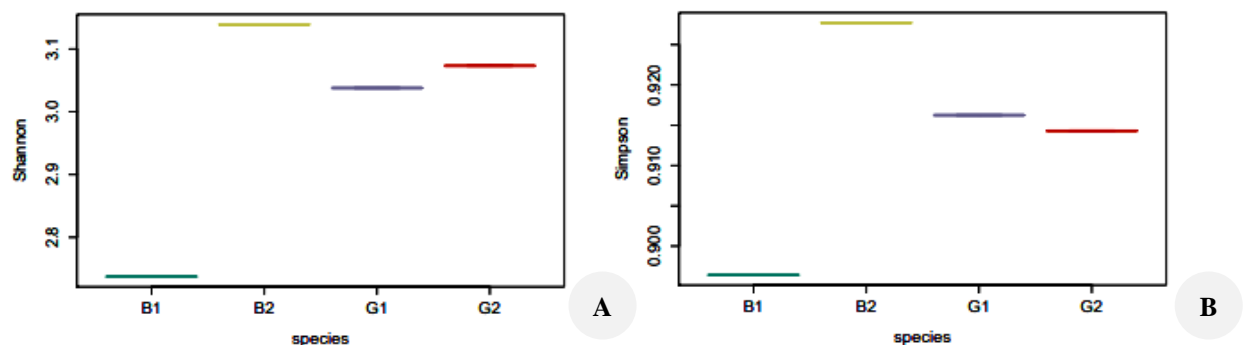 Shannon
3.1
3.0
2.9
2.8
B1 B2 G1 G2
species
A
Simpson
0.920
0.910
0.900
B1 B2 G1 G2
species
B